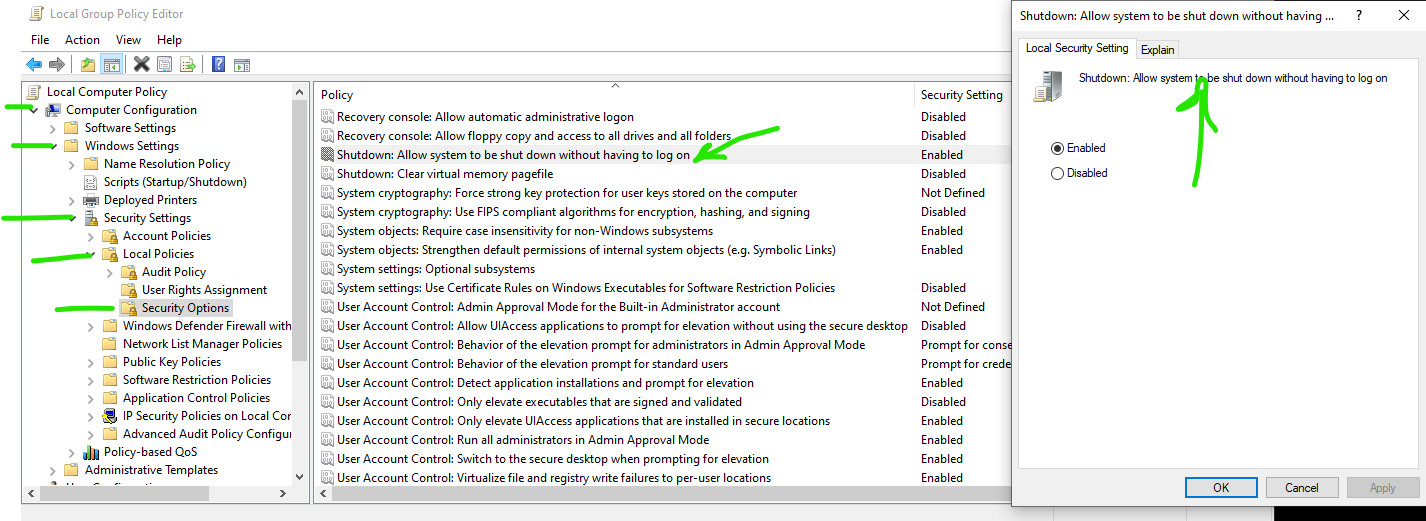 Local Group Policy Editor
File Action View Help
Local Computer Policy
Computer Configuration
Software Settings
Windows Settings
Name Resolution Policy
Scripts (Startup/Shutdown)
Deployed Printers
Security Settings
Account Policies
Local Policies
Audit Policy
User Rights Assignment
Security Options
Windows Defender Firewall with
Network List Manager Policies
Public Key Policies
Software Restriction Policies
Application Control Policies
IP Security Policies on Local Cor
Advanced Audit Policy Configur
Policy-based QoS
Administrative Templates
Policy Security Setting
Recovery console: Allow automatic administrative logon Disabled
Recovery console: Allow floppy copy and access to all drives and all folders Disabled
Shutdown: Allow system to be shut down without having to log on Enabled
Shutdown: Clear virtual memory pagefile Disabled
System cryptography: Force strong key protection for user keys stored on the computer Not Defined
System cryptography: Use FIPS compliant algorithms for encryption, hashing, and signing Disabled
System objects: Require case insensitivity for non-Windows subsystems Enabled
System objects: Strengthen default permissions of internal system objects (e.g. Symbolic Links) Enabled
System settings: Optional subsystems
System settings: Use Certificate Rules on Windows Executables for Software Restriction Policies Disabled
User Account Control: Admin Approval Mode for the Built-in Administrator account Not Defined
User Account Control: Allow UIAccess applications to prompt for elevation without using the secure desktop Disabled
User Account Control: Behavior of the elevation prompt for administrators in Admin Approval Mode Prompt for conse
User Account Control: Behavior of the elevation prompt for standard users Prompt for crede
User Account Control: Detect application installations and prompt for elevation Enabled
User Account Control: Only elevate executables that are signed and validated Disabled
User Account Control: Only elevate UIAccess applications that are installed in secure locations Enabled
User Account Control: Run all administrators in Admin Approval Mode Enabled
User Account Control: Switch to the secure desktop when prompting for elevation Enabled
User Account Control: Virtualize file and registry write failures to per-user locations Enabled
Shutdown: Allow system to be shut down without having ...
Local Security Setting Explain
Shutdown: Allow system to be shut down without having to log on
Enabled
Disabled
OK Cancel Apply